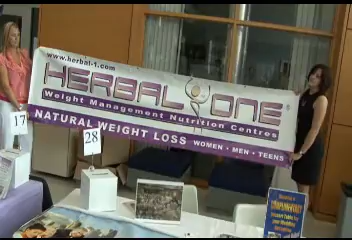 www.herbal-1.com
HERBAL ONE
Weight Management Nutrition Centres
NATURAL WEIGHT LOSS WOMEN • MEN • TEENS
17
28